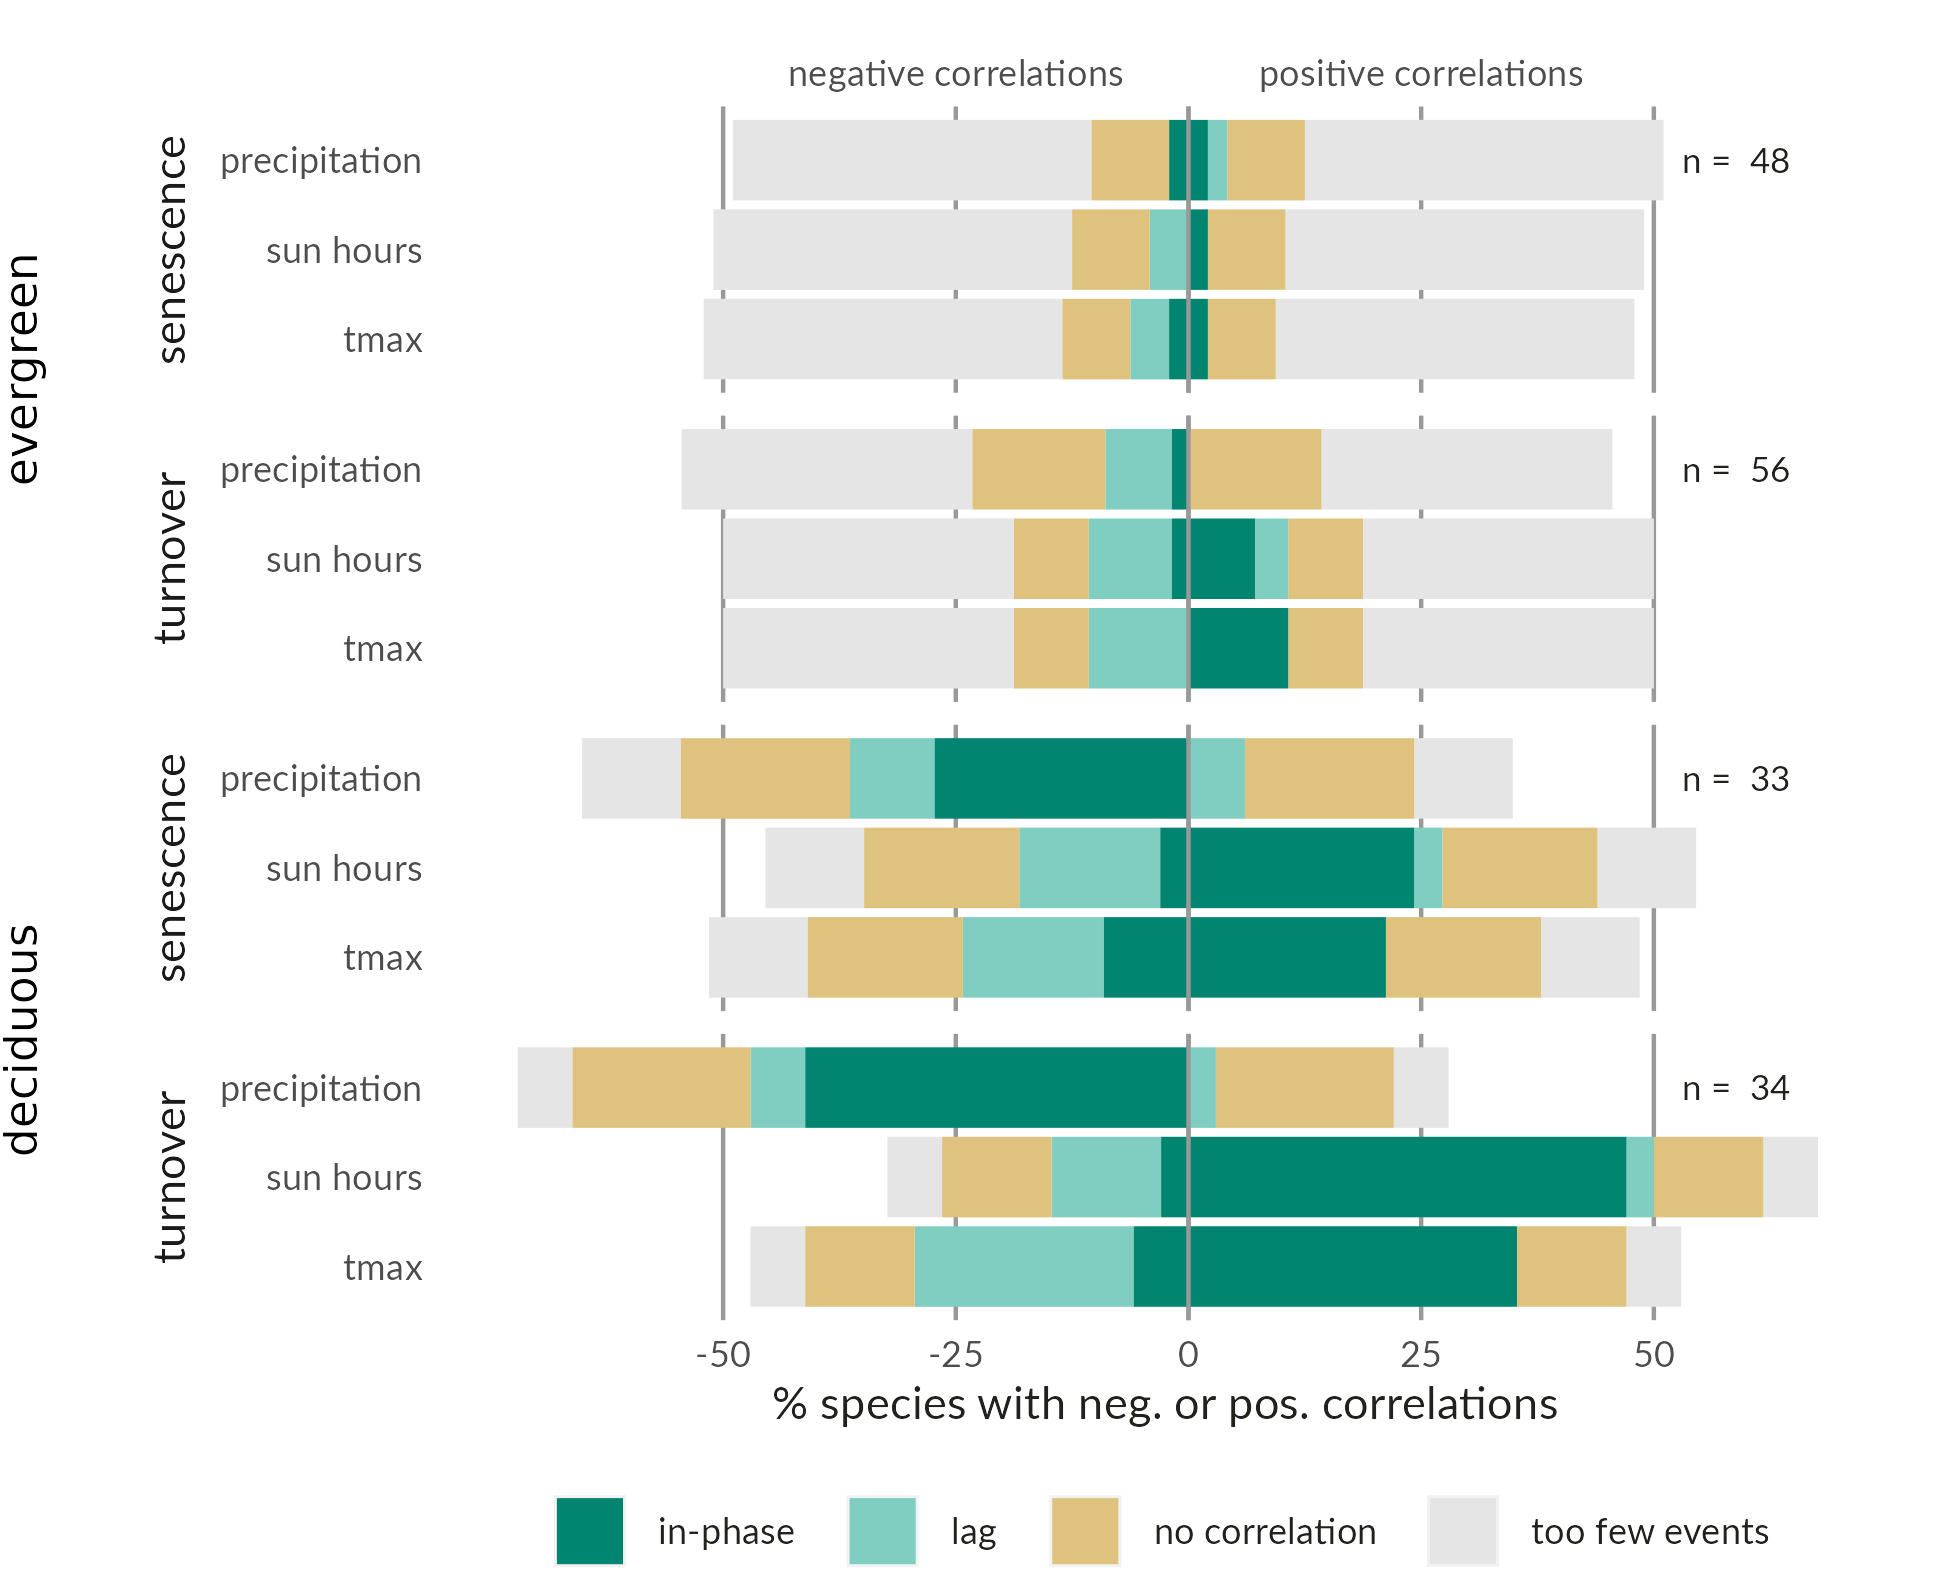 negative correlations positive correlations
evergreen
senescence
precipitation n = 48
sun hours
tmax
turnover
precipitation n = 56
sun hours
tmax
deciduous
senescence
precipitation n = 33
sun hours
tmax
turnover
precipitation n = 34
sun hours
tmax
-50 -25 0 25 50
% species with neg. or pos. correlations
in-phase lag no correlation too few events